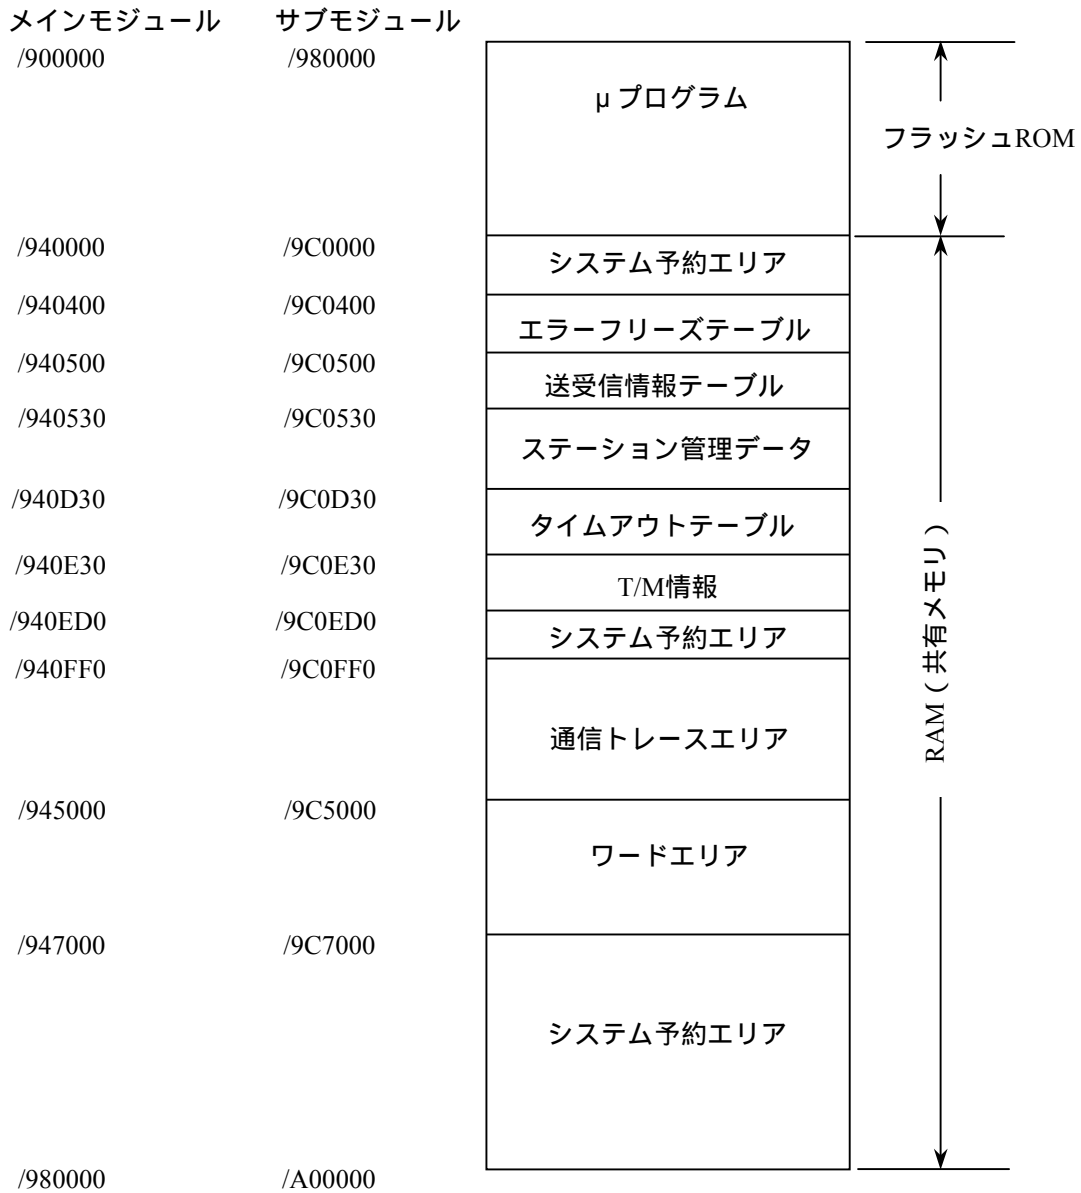 メインモジュール サブモジュール
/900000 /980000
μプログラム
フラッシュROM
/940000 /9C0000
システム予約エリア
/940400 /9C0400
エラーフリーズテーブル
/940500 /9C0500
送受信情報テーブル
/940530 /9C0530
ステーション管理データ
/940D30 /9C0D30
タイムアウトテーブル
/940E30 /9C0E30
T/M情報
/940ED0 /9C0ED0
システム予約エリア
/940FF0 /9C0FF0
RAM(共有メモリ)
通信トレースエリア
/945000 /9C5000
ワードエリア
/947000 /9C7000
システム予約エリア
/980000 /A00000